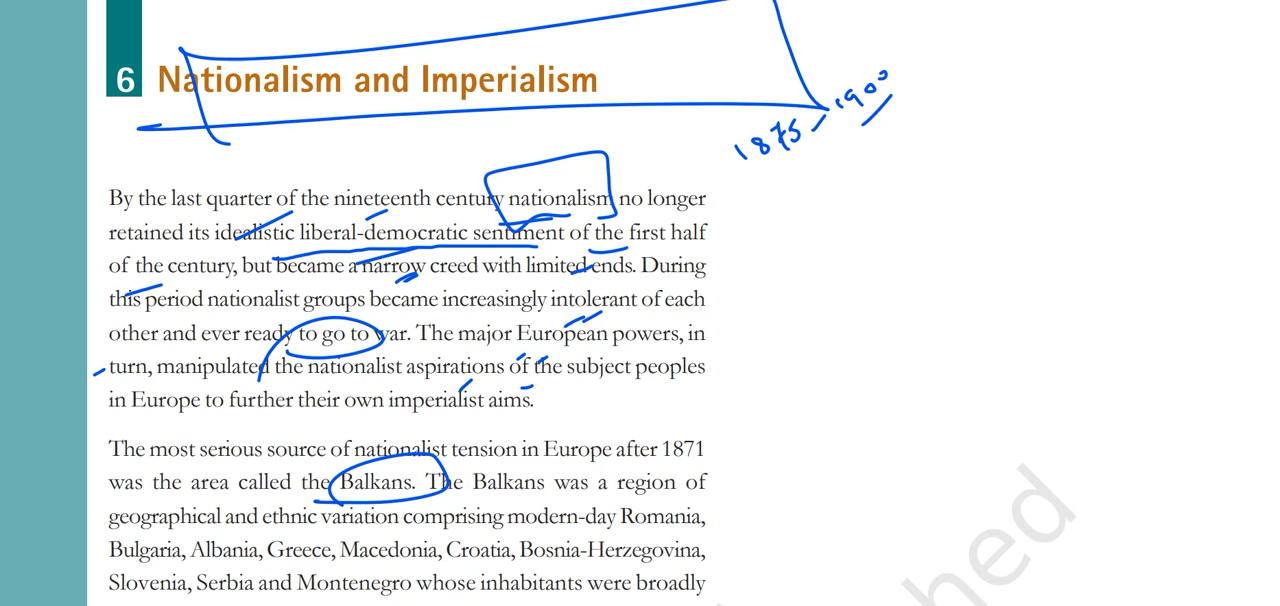 6 Nationalism and Imperialism
1875 - 1900
By the last quarter of the nineteenth century nationalism no longer
retained its idealistic liberal-democratic sentiment of the first half
of the century, but became a narrow creed with limited ends. During
this period nationalist groups became increasingly intolerant of each
other and ever ready to go to war. The major European powers, in
turn, manipulated the nationalist aspirations of the subject peoples
in Europe to further their own imperialist aims.
The most serious source of nationalist tension in Europe after 1871
was the area called the Balkans. The Balkans was a region of
geographical and ethnic variation comprising modern-day Romania,
Bulgaria, Albania, Greece, Macedonia, Croatia, Bosnia-Herzegovina,
Slovenia, Serbia and Montenegro whose inhabitants were broadly
hed